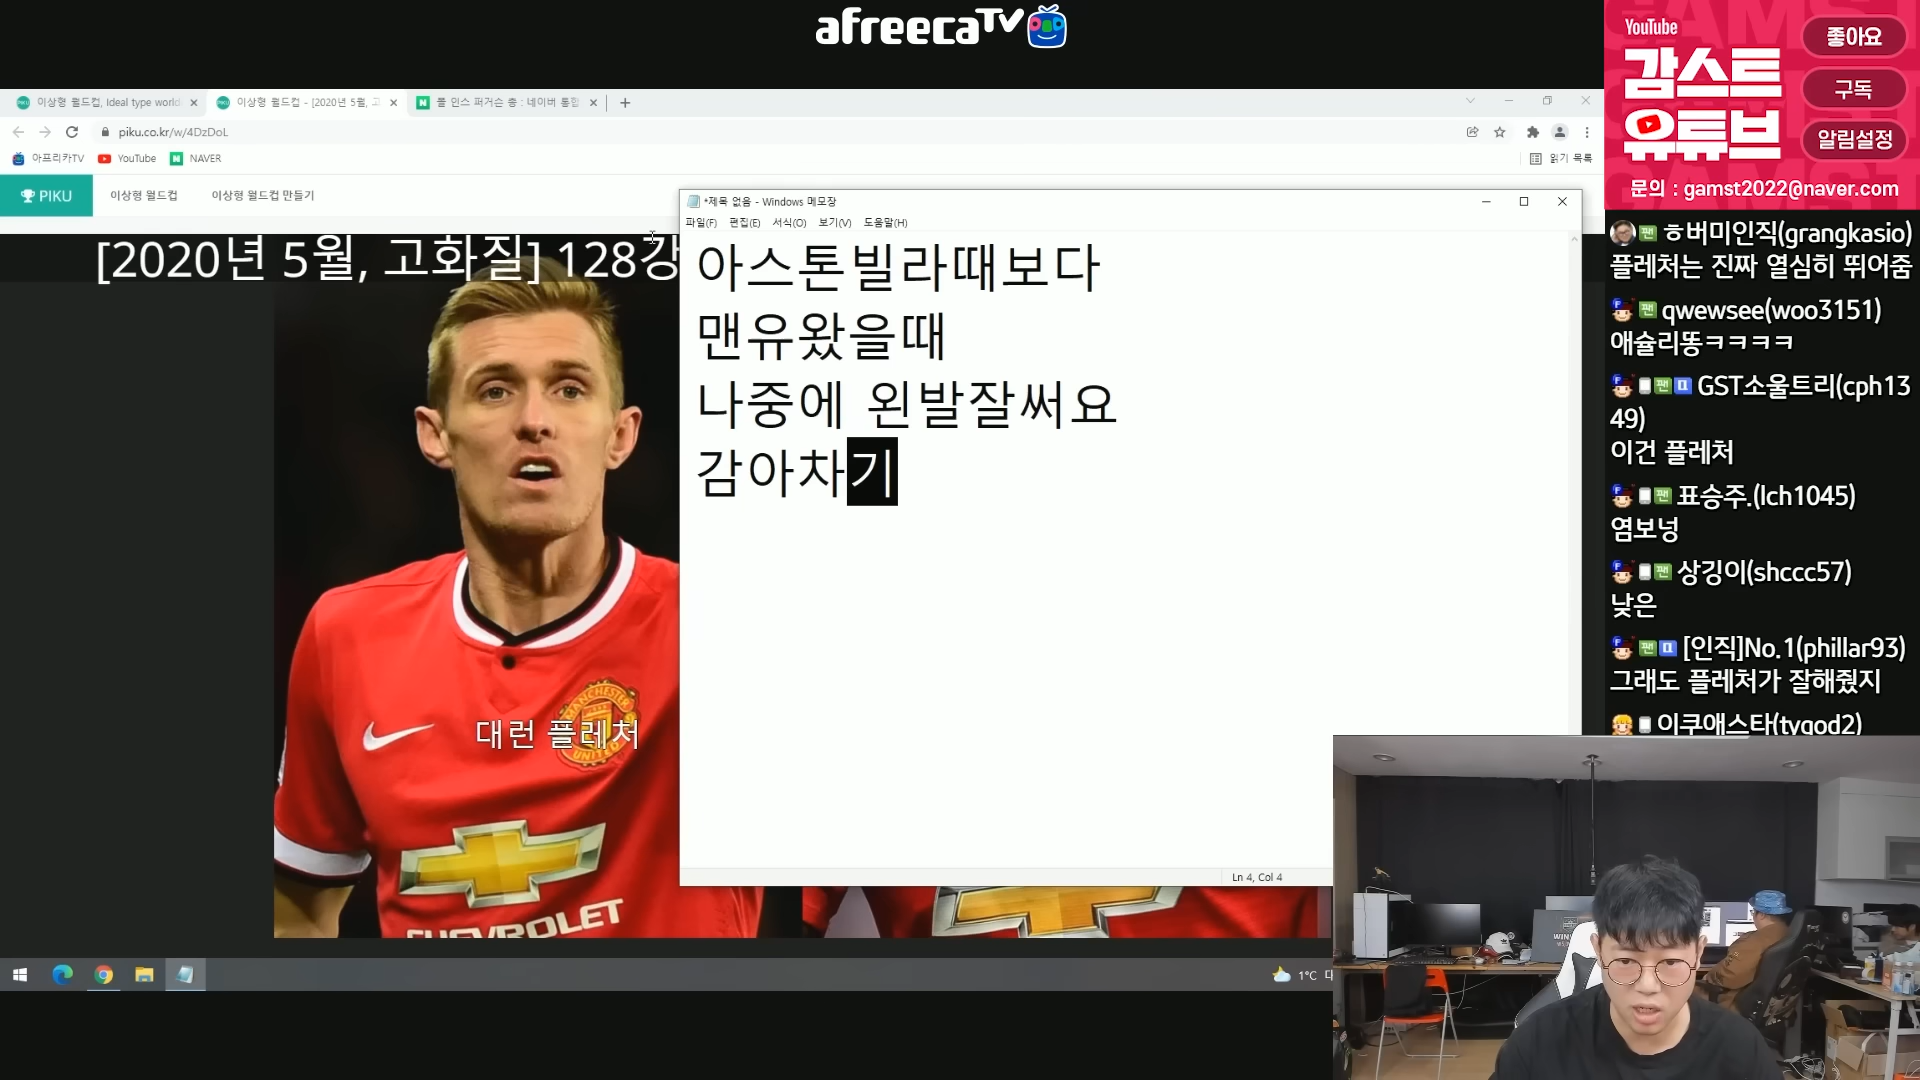 afreecaTV
이상형 월드컵, Ideal type world
이상형 월드컵 - [2020년 5월, 고
폴 인스 퍼거슨 총 : 네이버 통합
piku.co.kr/w/4DzDoL
아프리카TV
YouTube
NAVER
읽기 목록
PIKU
이상형 월드컵
이상형 월드컵 만들기
[2020년 5월, 고화질] 128강
*제목 없음 - Windows 메모장
파일(F) 편집(E) 서식(O) 보기(V) 도움말(H)
아스톤빌라때보다
맨유왔을때
나중에 왼발잘써요
감아차기
Ln 4, Col 4
대런 플레처
MANCHESTER
UNITED
CHEVROLET
1°C
YouTube
감스트
유튜브
좋아요
구독
알림설정
문의 : gamst2022@naver.com
ㅎ버미인직(grangkasio)
플레처는 진짜 열심히 뛰어줌
qwewsee(woo3151)
애슐리똥ㅋㅋㅋㅋ
GST소울트리(cph13
49)
이건 플레처
표승주.(lch1045)
염보넝
상깅이(shccc57)
낮은
[인직]No.1(phillar93)
그래도 플레처가 잘해줬지
이쿠애스타(tygod2)